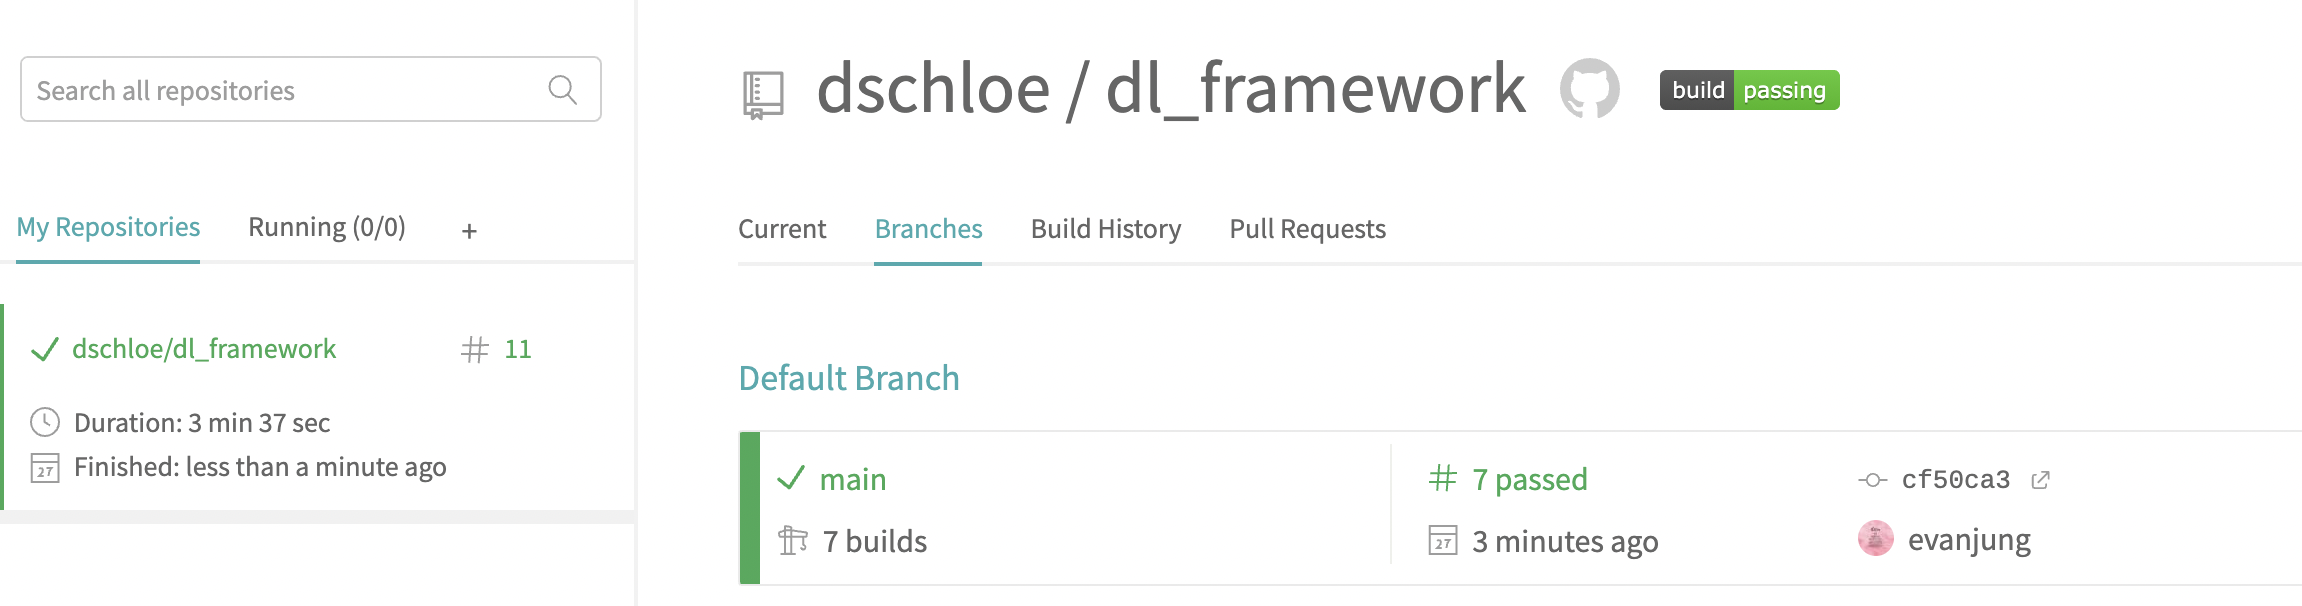 Search all repositories
My Repositories Running (0/0) +
dschloe/dl_framework # 11
Duration: 3 min 37 sec
27 Finished: less than a minute ago
dschloe / dl_framework build passing
Current Branches Build History Pull Requests
Default Branch
main # 7 passed cf50ca3
7 builds 27 3 minutes ago evanjung